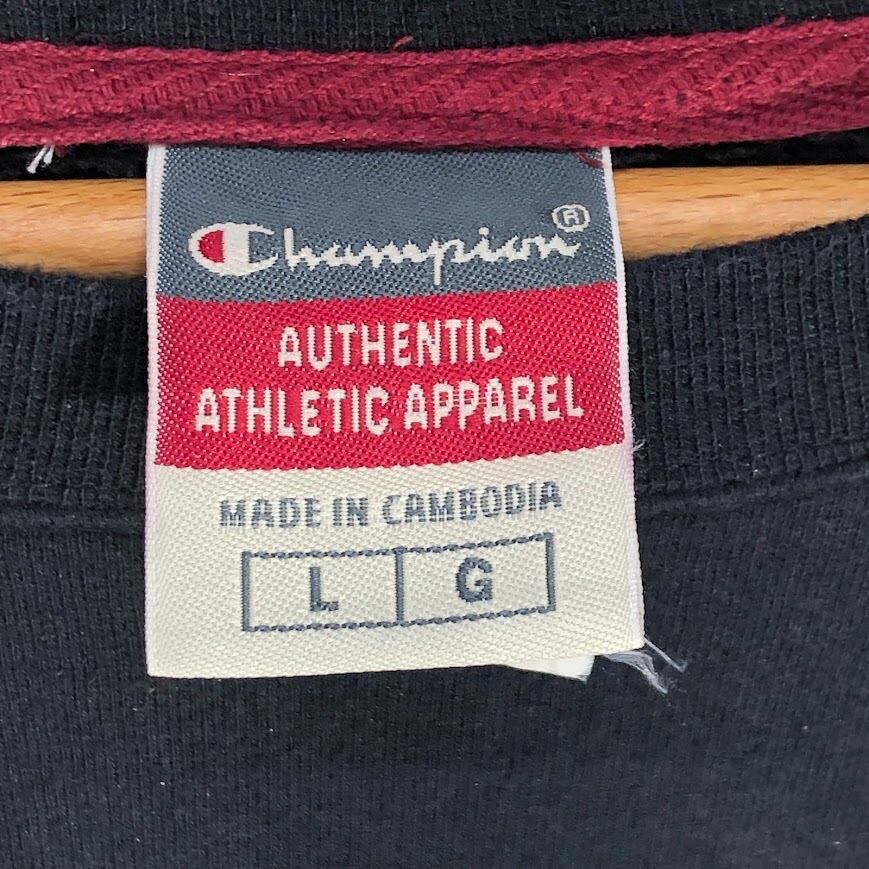 Champion®
AUTHENTIC
ATHLETIC APPAREL
MADE IN CAMBODIA
L G